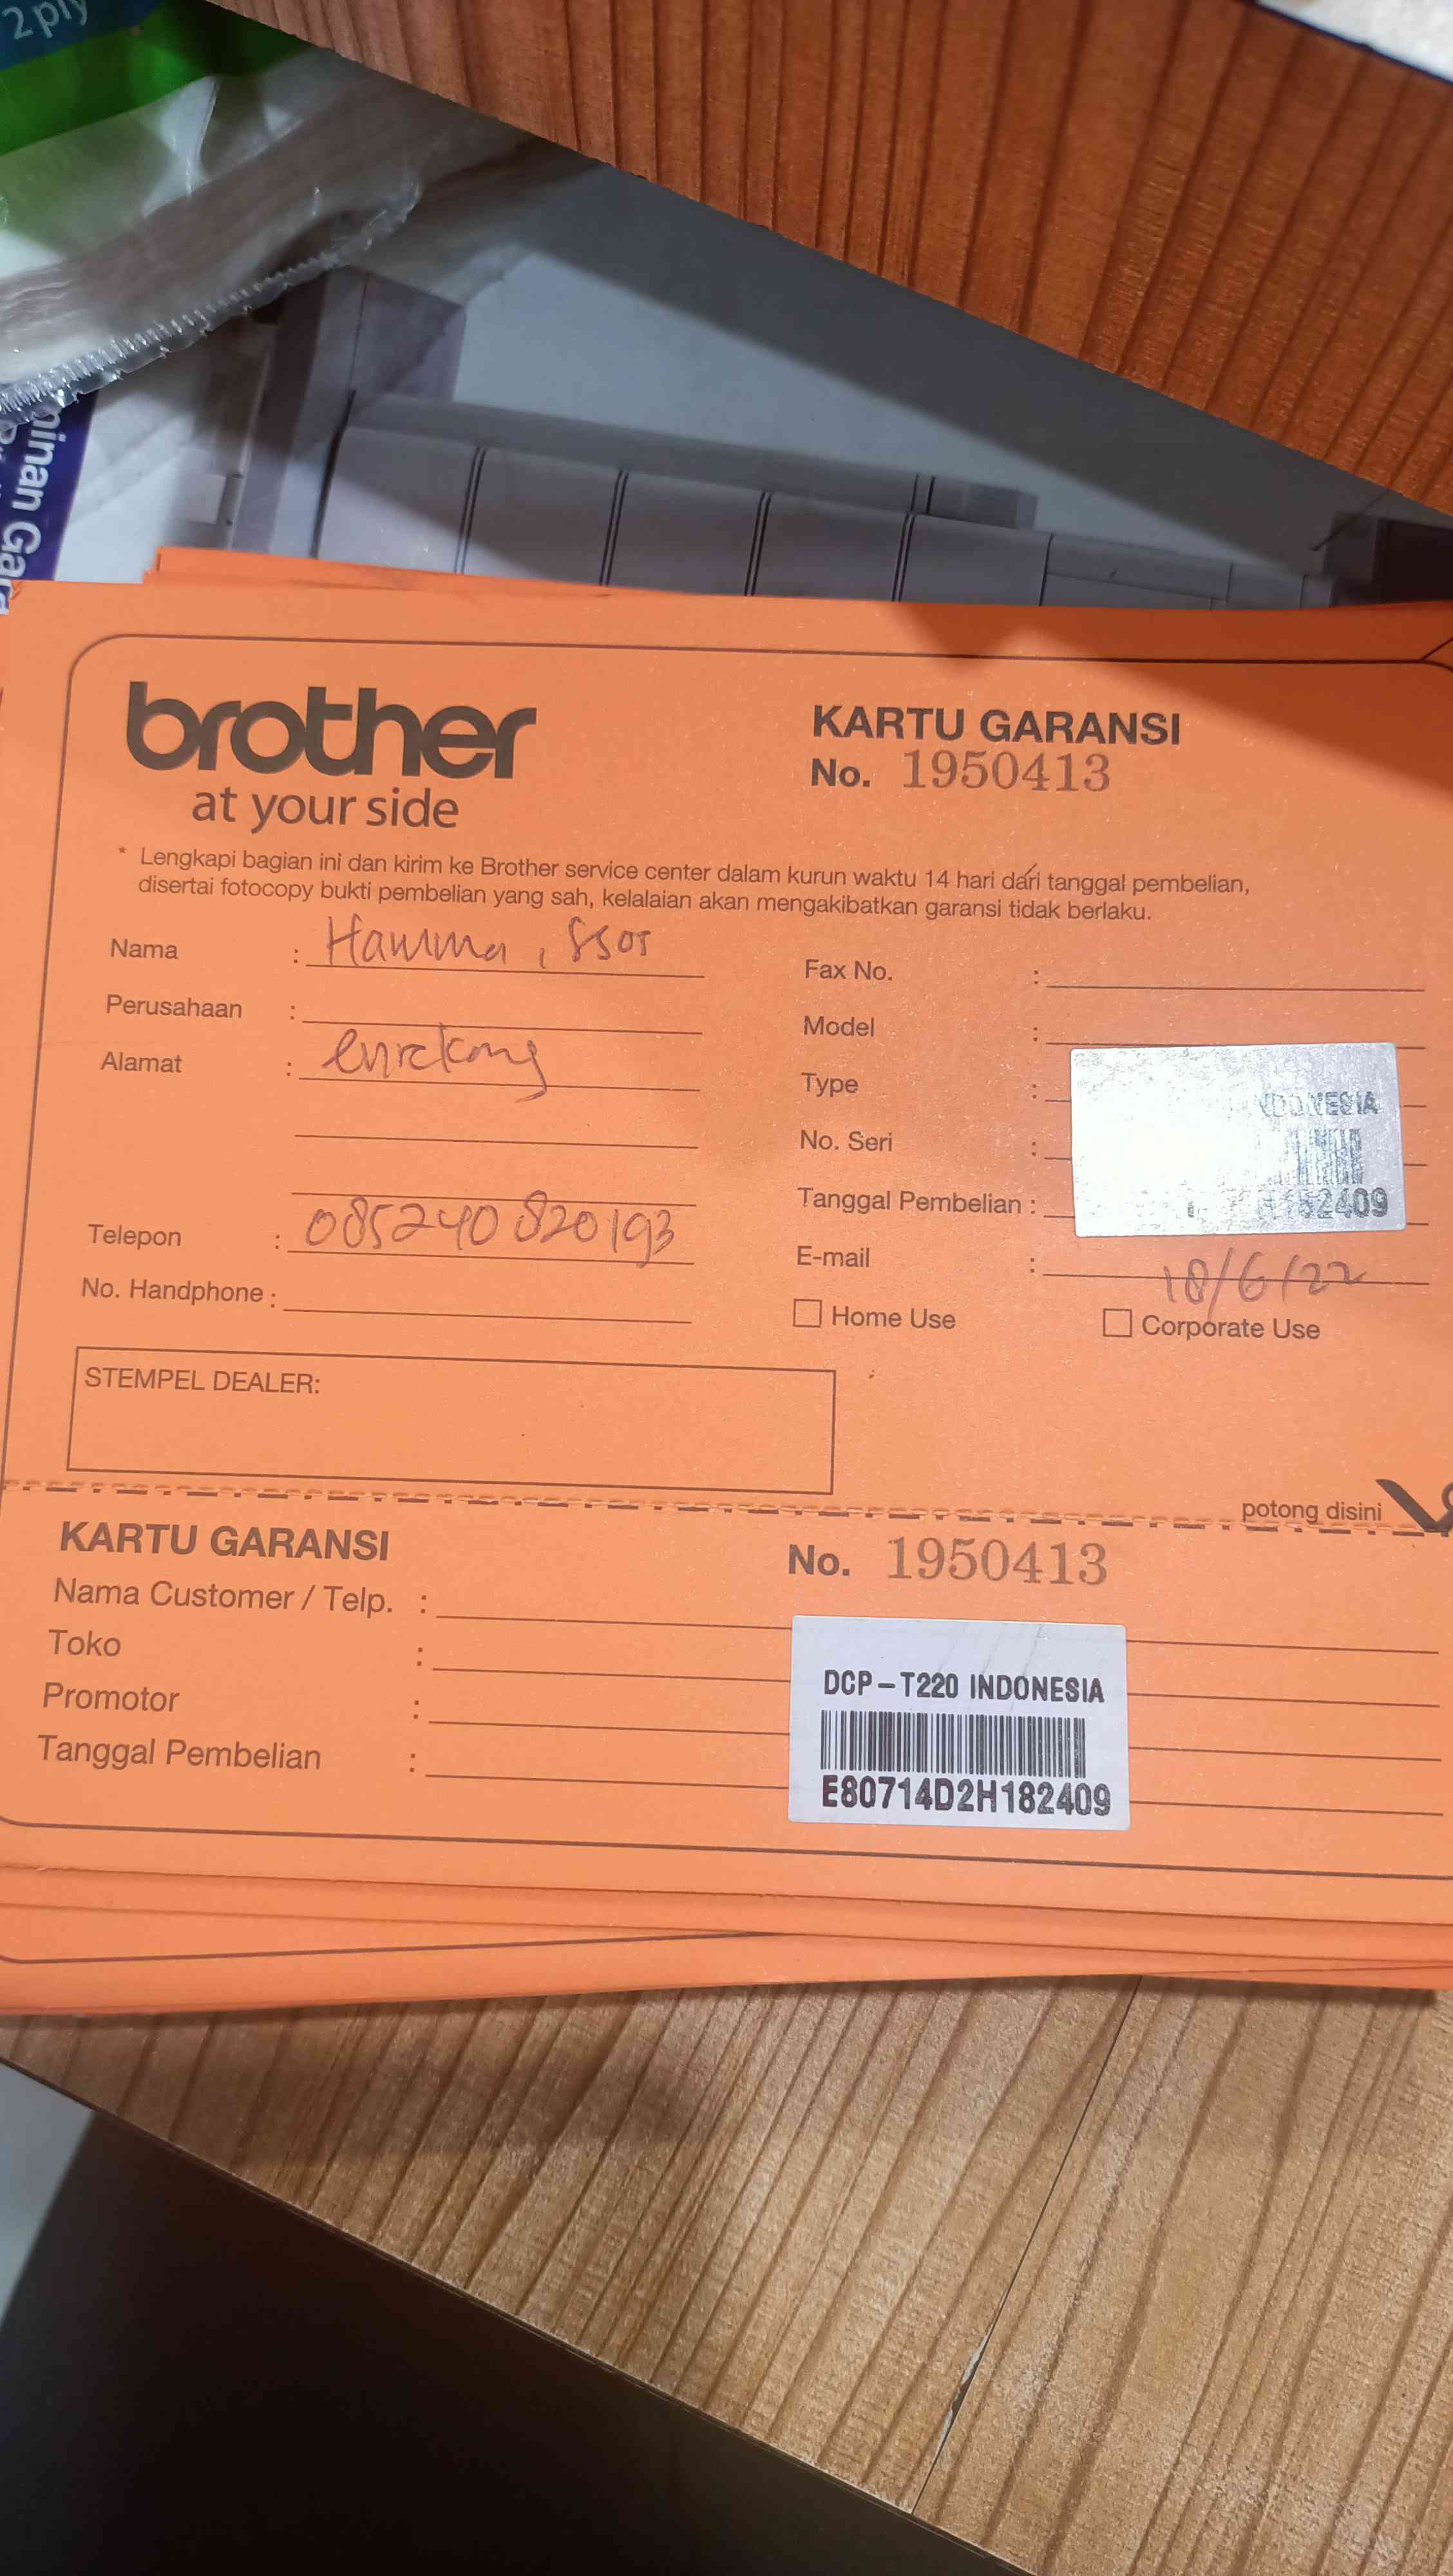 2ply
brother
at your side
KARTU GARANSI
No. 1950413
* Lengkapi bagian ini dan kirim ke Brother service center dalam kurun waktu 14 hari dari tanggal pembelian,
disertai fotocopy bukti pembelian yang sah, kelalaian akan mengakibatkan garansi tidak berlaku.
Nama :
Perusahaan :
Alamat : enrekang
Telepon : 085240820193
No. Handphone :
Fax No. :
Model :
Type :
No. Seri :
Tanggal Pembelian :
INDONESIA
182409
E-mail : 18/6/22
Home Use
Corporate Use
STEMPEL DEALER:
potong disini
KARTU GARANSI
No. 1950413
Nama Customer / Telp. :
Toko :
Promotor :
Tanggal Pembelian :
DCP-T220 INDONESIA
E80714D2H182409